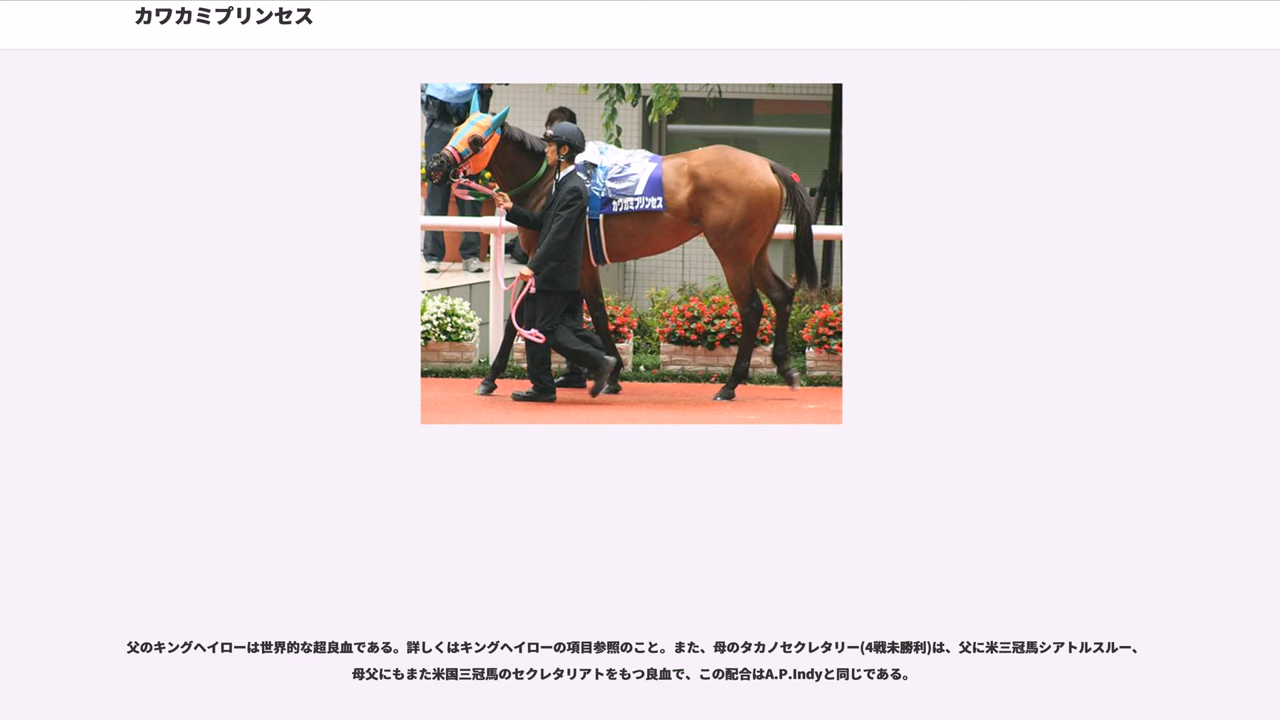 カワカミプリンセス
カワカミプリンセス
父のキングヘイローは世界的な超良血である。詳しくはキングヘイローの項目参照のこと。また、母のタカノセクレタリー(4戦未勝利)は、父に米三冠馬シアトルスルー、
母父にもまた米国三冠馬のセクレタリアトをもつ良血で、この配合はA.P.Indyと同じである。